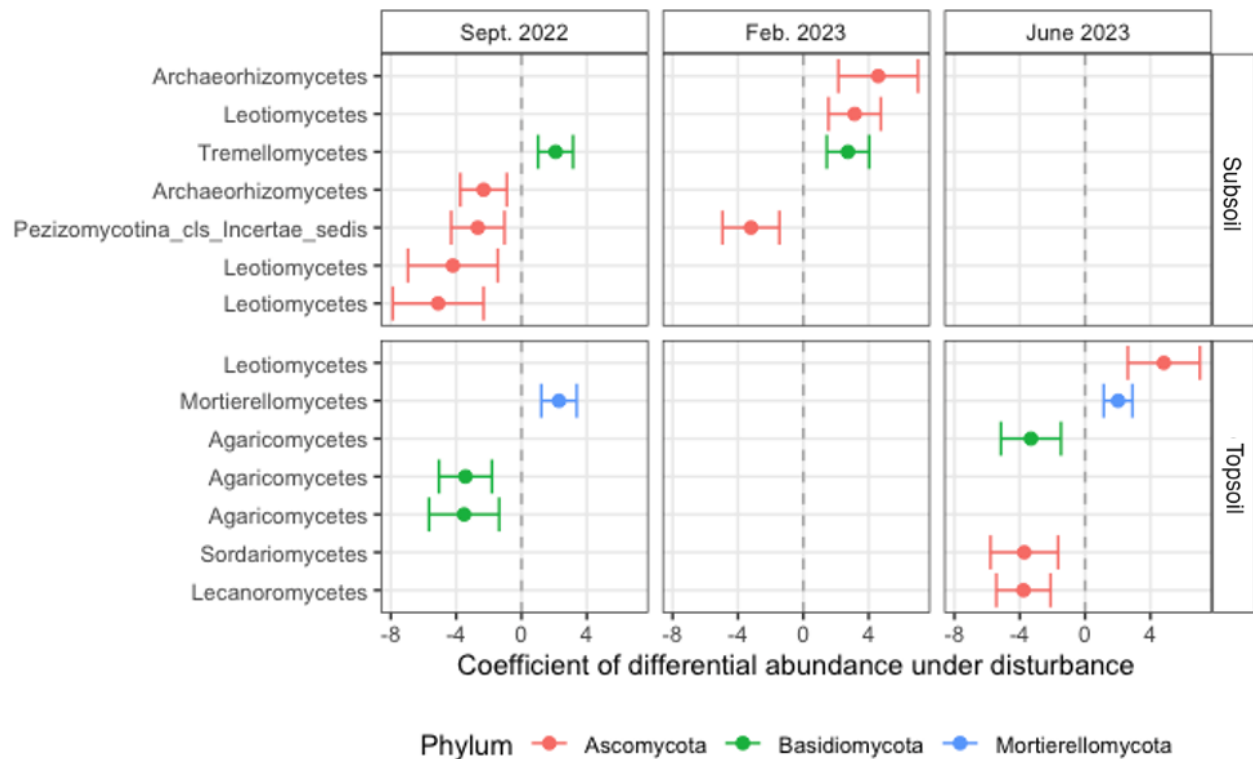 Sept. 2022
Feb. 2023
June 2023
Archaeorhizomycetes
Leotiomycetes
Tremellomycetes
Archaeorhizomycetes
Pezizomycotina_cls_Incertae_sedis
Leotiomycetes
Leotiomycetes
Subsoil
Leotiomycetes
Mortierellomycetes
Agaricomycetes
Agaricomycetes
Agaricomycetes
Sordariomycetes
Lecanoromycetes
Topsoil
-8 -4 0 4 -8 -4 0 4 -8 -4 0 4
Coefficient of differential abundance under disturbance
Phylum Ascomycota Basidiomycota Mortierellomycota